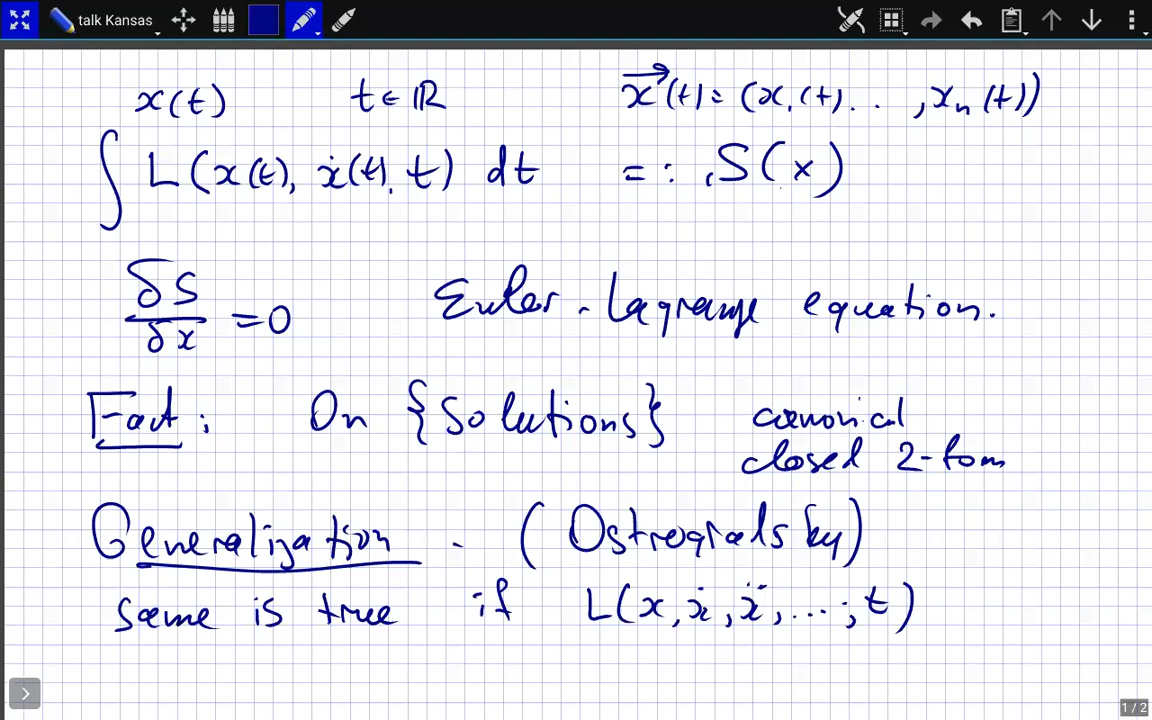 talk Kansas
x(t) t ∈ ℝ x⃗(t) = (x₁(t) . . , xₙ(t))
∫ L(x(t), ẋ(t), t) dt =: S(x)
δS/δx = 0 Euler-Lagrange equation.
Fact: On {Solutions} canonical
closed 2-form
Generalization. (Ostrogradsky)
same is true if L(x, ẋ, ẍ, ...; t)
1 / 2